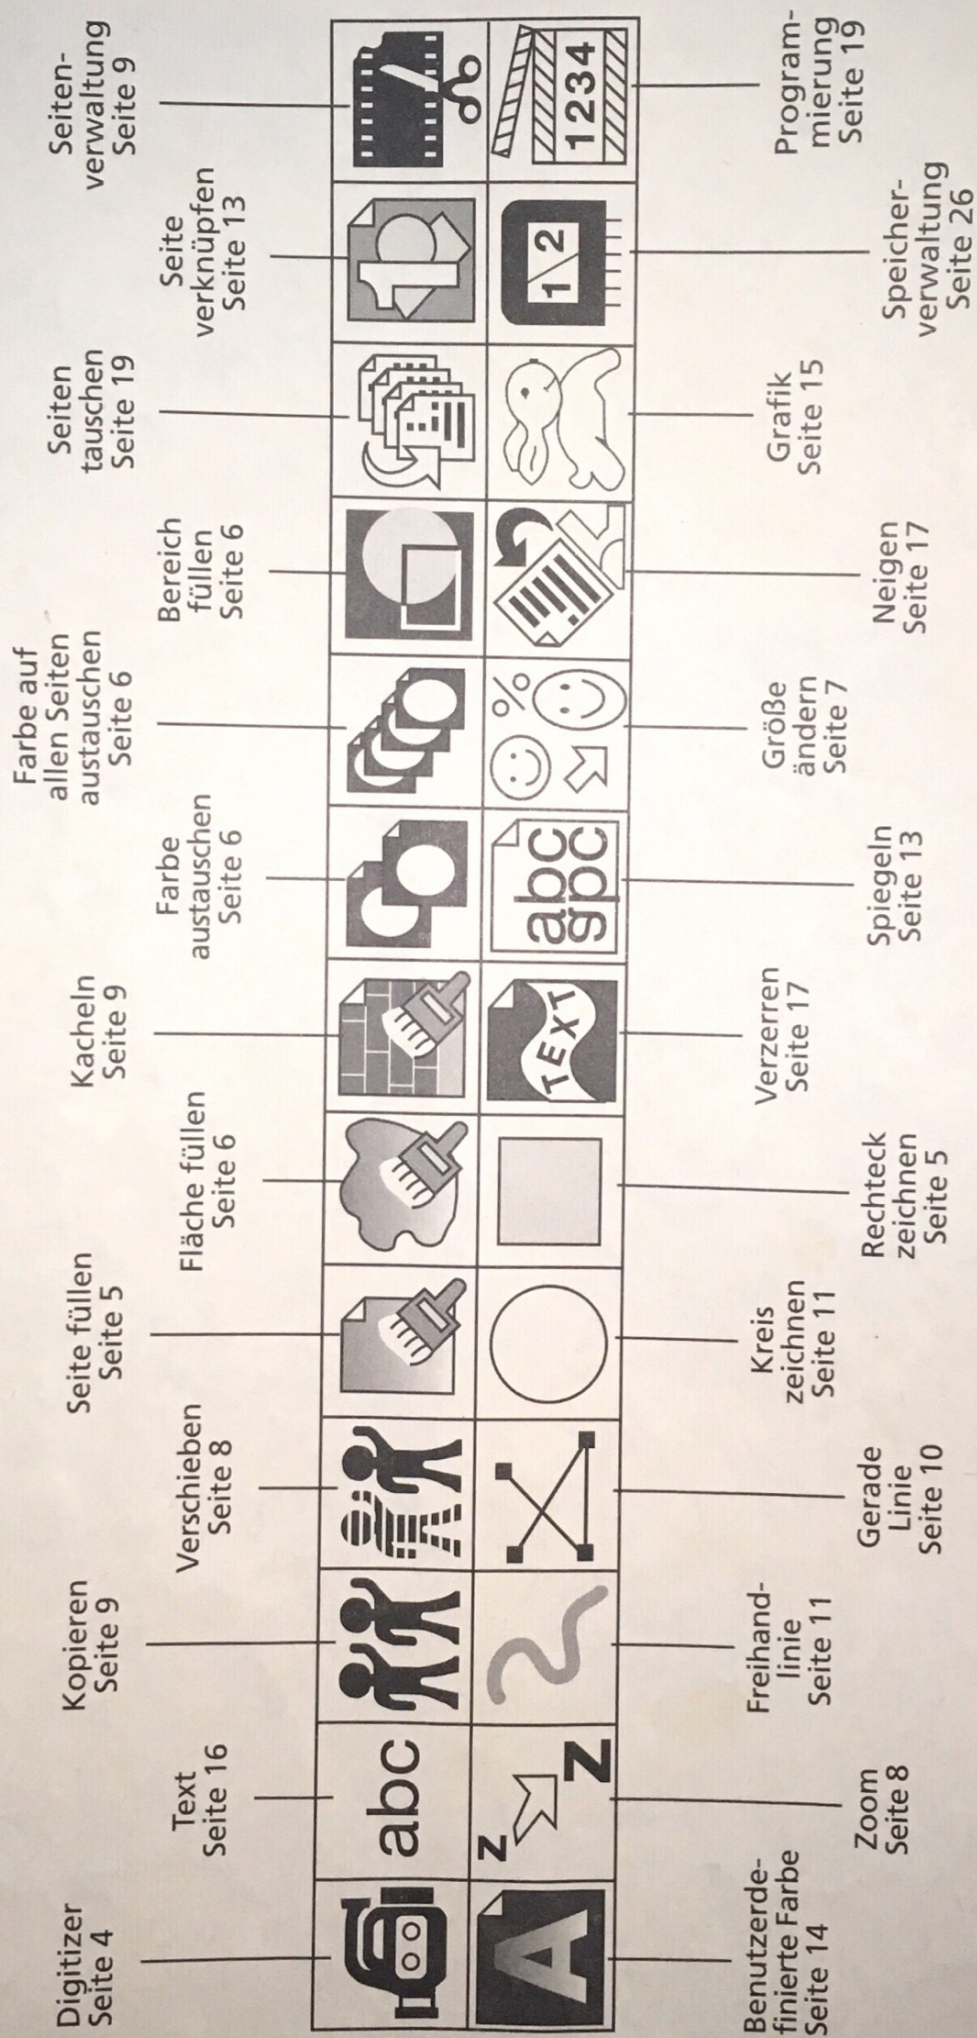 Digitizer
Seite 4
Text
Seite 16
Kopieren
Seite 9
Verschieben
Seite 8
Seite füllen
Seite 5
Fläche füllen
Seite 6
Kacheln
Seite 9
Farbe
austauschen
Seite 6
Farbe auf
allen Seiten
austauschen
Seite 6
Bereich
füllen
Seite 6
Seiten
tauschen
Seite 19
Seite
verknüpfen
Seite 13
Seiten-
verwaltung
Seite 9
abc
1
A
z
Z
TEXT
abc
abc
%
1/2
1234
Benutzerde-
finierte Farbe
Seite 14
Zoom
Seite 8
Freihand-
linie
Seite 11
Gerade
Linie
Seite 10
Kreis
zeichnen
Seite 11
Rechteck
zeichnen
Seite 5
Verzerren
Seite 17
Spiegeln
Seite 13
Größe
ändern
Seite 7
Neigen
Seite 17
Grafik
Seite 15
Speicher-
verwaltung
Seite 26
Program-
mierung
Seite 19